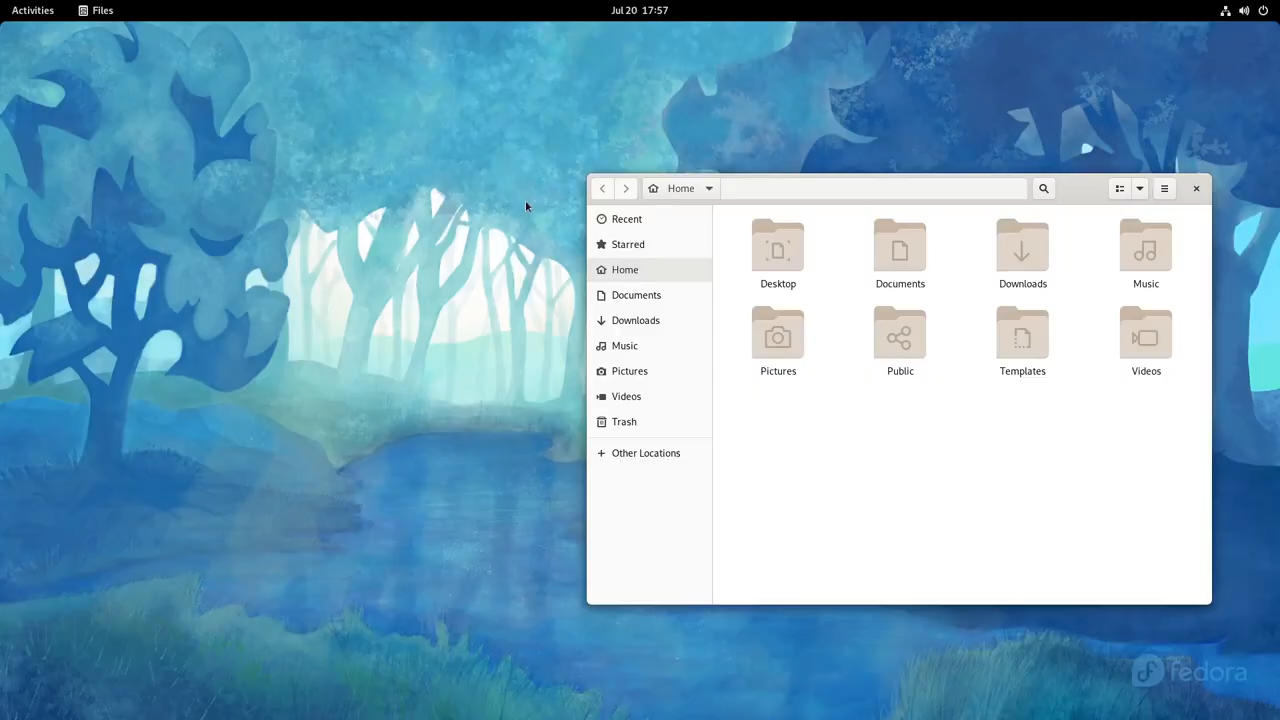 Activities Files Jul 20 17:57
Home
Recent
Starred
Home
Documents
Downloads
Music
Pictures
Videos
Trash
Other Locations
Desktop Documents Downloads Music
Pictures Public Templates Videos
fedora